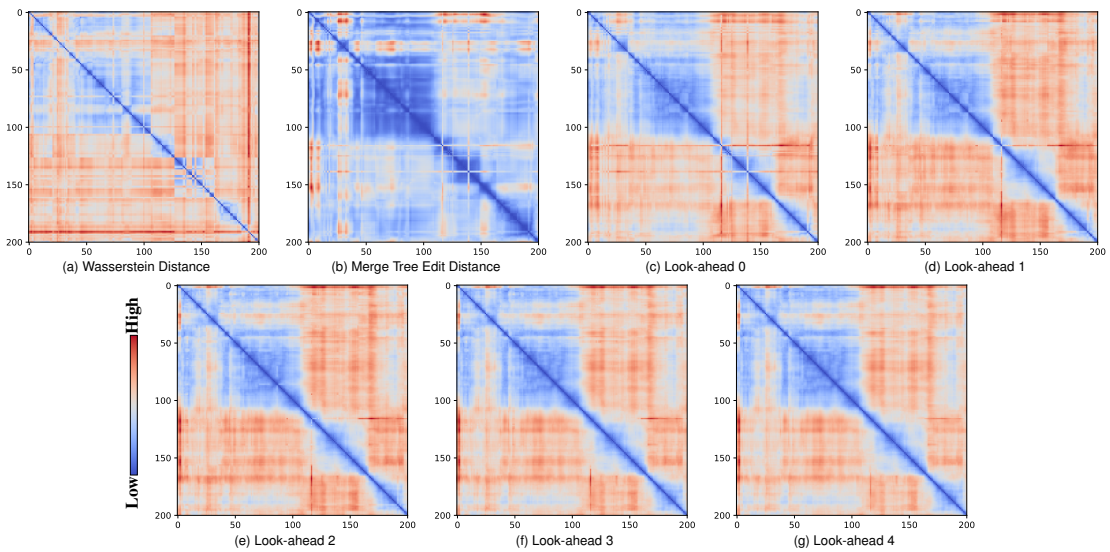 0
50
100
150
200
0 50 100 150 200
(a) Wasserstein Distance
0
50
100
150
200
0 50 100 150 200
(b) Merge Tree Edit Distance
0
50
100
150
200
0 50 100 150 200
(c) Look-ahead 0
0
50
100
150
200
0 50 100 150 200
(d) Look-ahead 1
Low High
0
50
100
150
200
0 50 100 150 200
(e) Look-ahead 2
0
50
100
150
200
0 50 100 150 200
(f) Look-ahead 3
0
50
100
150
200
0 50 100 150 200
(g) Look-ahead 4